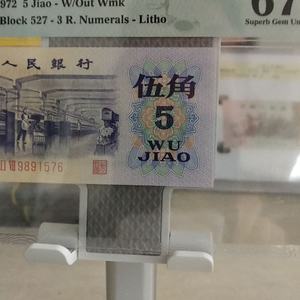 972 5 Jiao - W/Out Wmk
Block 527 - 3 R. Numerals - Litho
67
Superb Gem Un
人民銀行
伍角
5
WU
JIAO
9891576